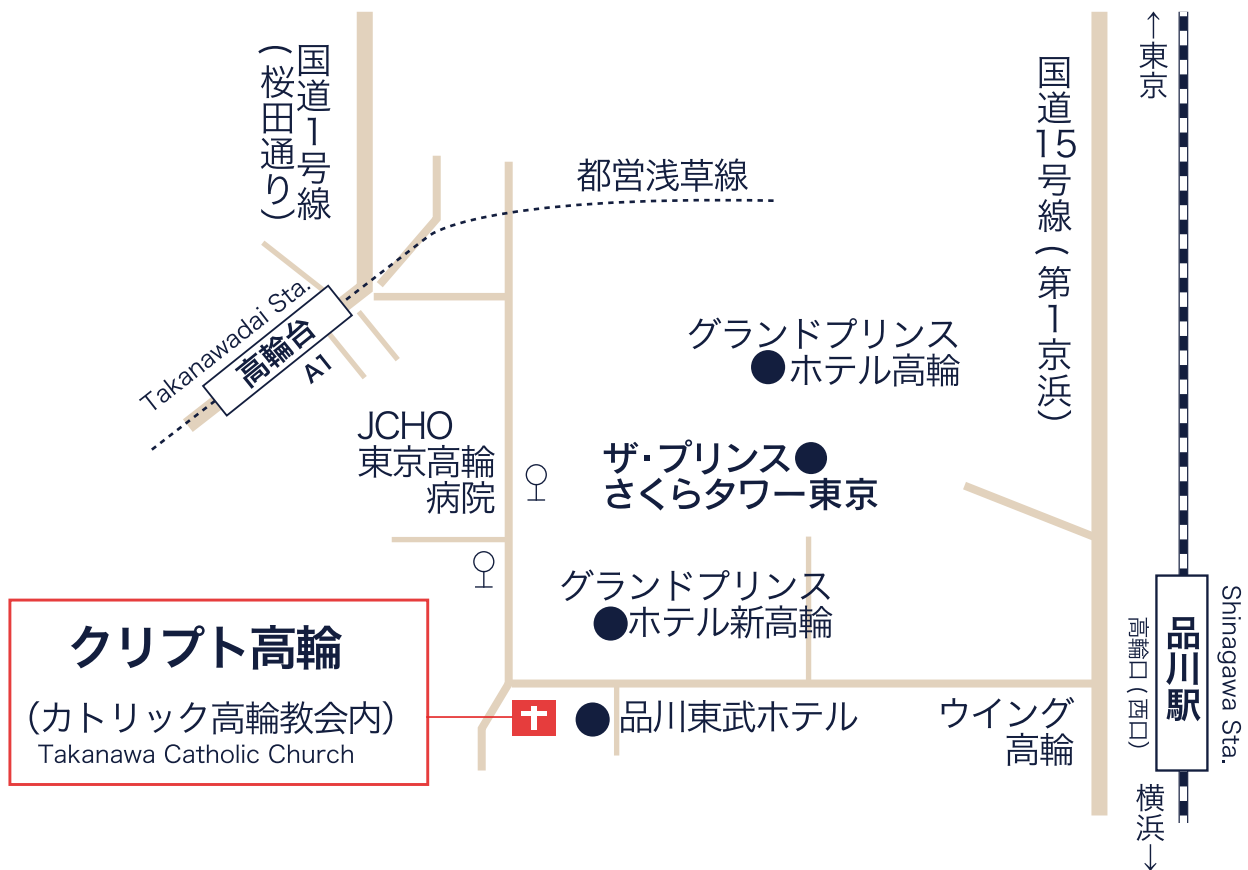 国道1号線
(桜田通り)
都営浅草線
国道15号線(第1京浜)
←東京
Takanawadai Sta.
高輪台
A1
グランドプリンス
ホテル高輪
JCHO
東京高輪
病院
ザ・プリンス
さくらタワー東京
グランドプリンス
ホテル新高輪
クリプト高輪
(カトリック高輪教会内)
Takanawa Catholic Church
品川東武ホテル
ウイング
高輪
高輪口(西口)
品川駅
Shinagawa Sta.
横浜→